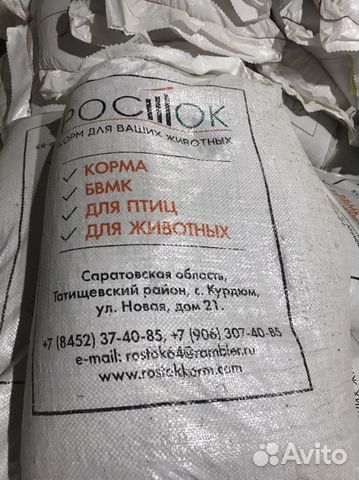 РОСТОК
КОРМ ДЛЯ ВАШИХ ЖИВОТНЫХ
КОРМА
БВМК
ДЛЯ ПТИЦ
ДЛЯ ЖИВОТНЫХ
Саратовская область,
Татищевский район, с. Курдюм,
ул. Новая, дом 21.
+7 (8452) 37-40-85, +7 (906) 307-40-85
e-mail: rostok64@rambler.ru
www.rostokkorm.com
Avito